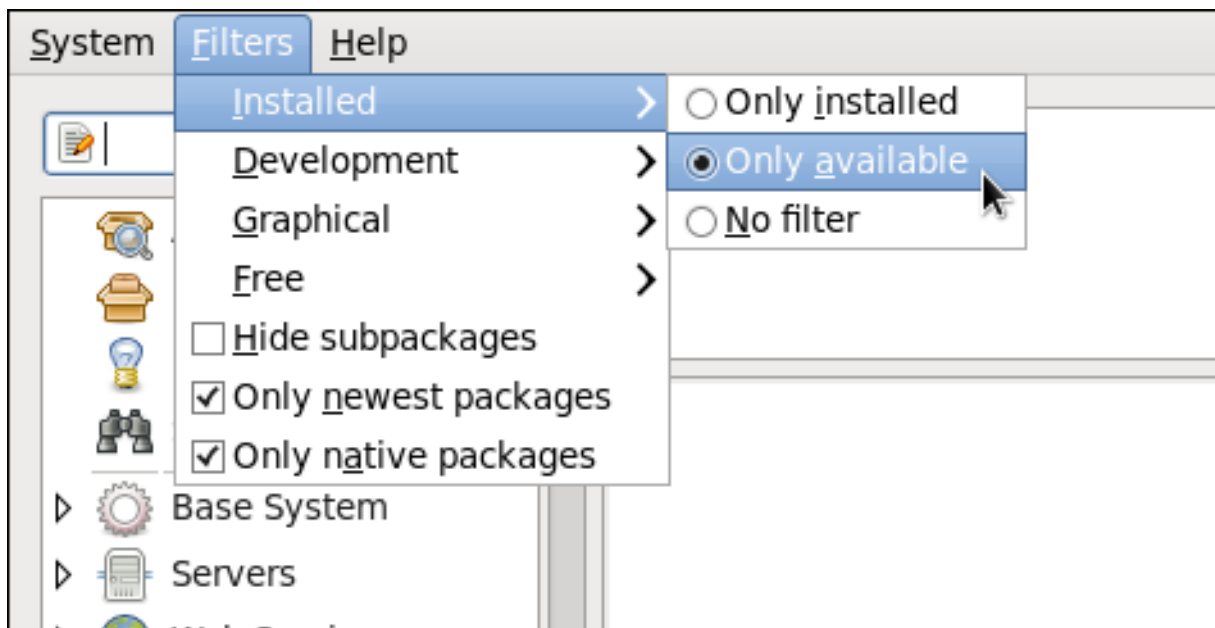 System Filters Help
Installed
Only installed
Development
Only available
Graphical
No filter
Free
Hide subpackages
Only newest packages
Only native packages
Base System
Servers